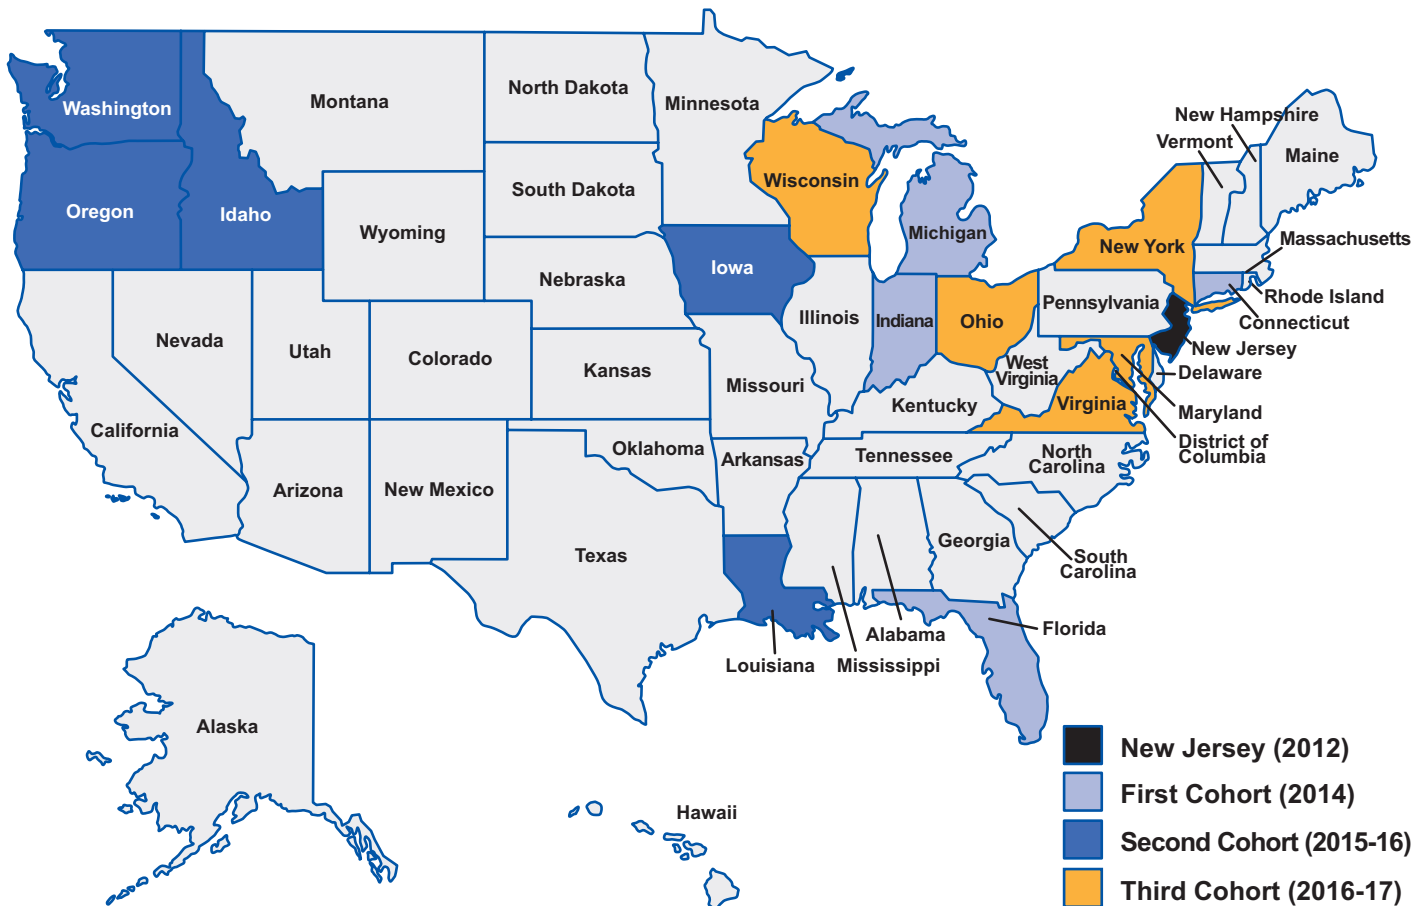 Washington
Montana
North Dakota
Minnesota
New Hampshire
Vermont
Maine
Oregon
Idaho
South Dakota
Wisconsin
Wyoming
Michigan
New York
Massachusetts
Iowa
Nebraska
Rhode Island
Pennsylvania
Connecticut
Illinois
Indiana
Ohio
Nevada
Utah
Colorado
New Jersey
Kansas
West
Virginia
Delaware
Missouri
Kentucky
Virginia
Maryland
California
District of
Columbia
Oklahoma
Arkansas
Tennessee
North
Carolina
Arizona
New Mexico
Texas
Georgia
South
Carolina
Alabama
Florida
Louisiana
Mississippi
Alaska
Hawaii
New Jersey (2012)
First Cohort (2014)
Second Cohort (2015-16)
Third Cohort (2016-17)